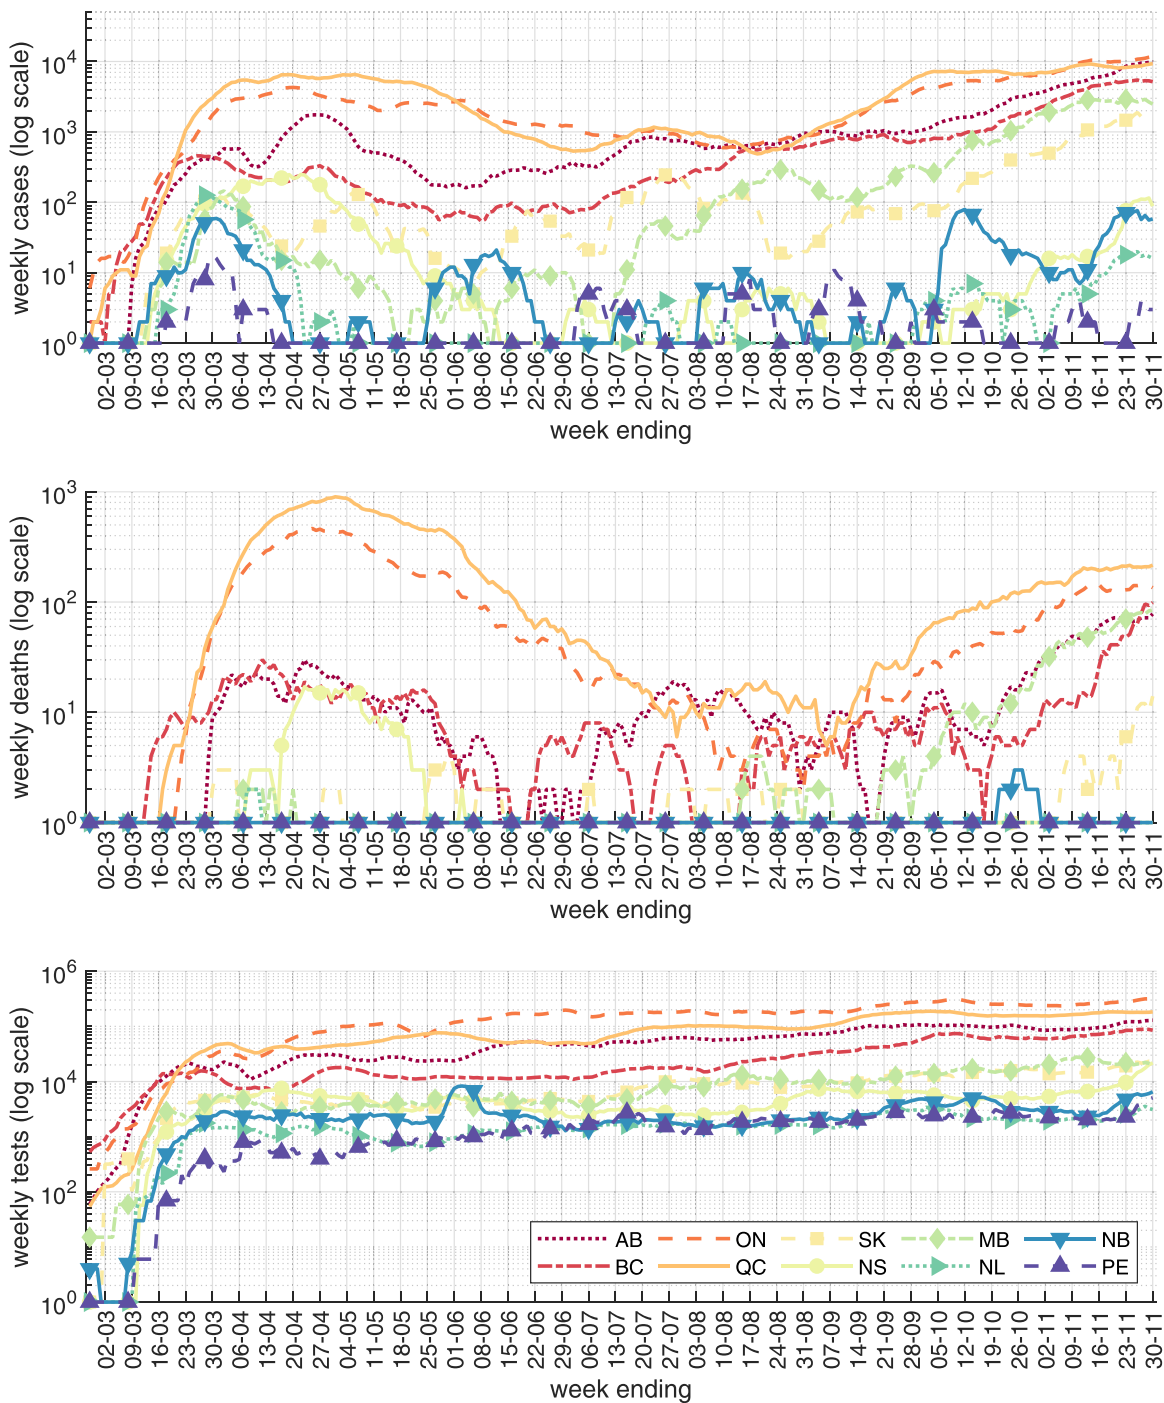 weekly cases (log scale)
10^4
10^3
10^2
10^1
10^0
02-03 09-03 16-03 23-03 30-03 06-04 13-04 20-04 27-04 04-05 11-05 18-05 25-05 01-06 08-06 15-06 22-06 29-06 06-07 13-07 20-07 27-07 03-08 10-08 17-08 24-08 31-08 07-09 14-09 21-09 28-09 05-10 12-10 19-10 26-10 02-11 09-11 16-11 23-11 30-11
week ending
weekly deaths (log scale)
10^3
10^2
10^1
10^0
02-03 09-03 16-03 23-03 30-03 06-04 13-04 20-04 27-04 04-05 11-05 18-05 25-05 01-06 08-06 15-06 22-06 29-06 06-07 13-07 20-07 27-07 03-08 10-08 17-08 24-08 31-08 07-09 14-09 21-09 28-09 05-10 12-10 19-10 26-10 02-11 09-11 16-11 23-11 30-11
week ending
weekly tests (log scale)
10^6
10^4
10^2
10^0
AB ON SK MB NB
BC QC NS NL PE
02-03 09-03 16-03 23-03 30-03 06-04 13-04 20-04 27-04 04-05 11-05 18-05 25-05 01-06 08-06 15-06 22-06 29-06 06-07 13-07 20-07 27-07 03-08 10-08 17-08 24-08 31-08 07-09 14-09 21-09 28-09 05-10 12-10 19-10 26-10 02-11 09-11 16-11 23-11 30-11
week ending